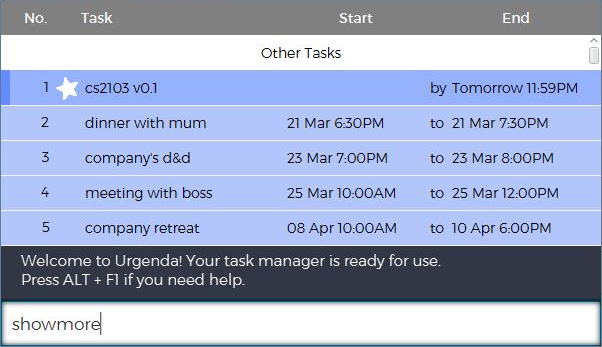 No. Task Start End
Other Tasks
1 cs2103 v0.1 by Tomorrow 11:59PM
2 dinner with mum 21 Mar 6:30PM to 21 Mar 7:30PM
3 company's d&d 23 Mar 7:00PM to 23 Mar 8:00PM
4 meeting with boss 25 Mar 10:00AM to 25 Mar 12:00PM
5 company retreat 08 Apr 10:00AM to 10 Apr 6:00PM
Welcome to Urgenda! Your task manager is ready for use.
Press ALT + F1 if you need help.
showmore